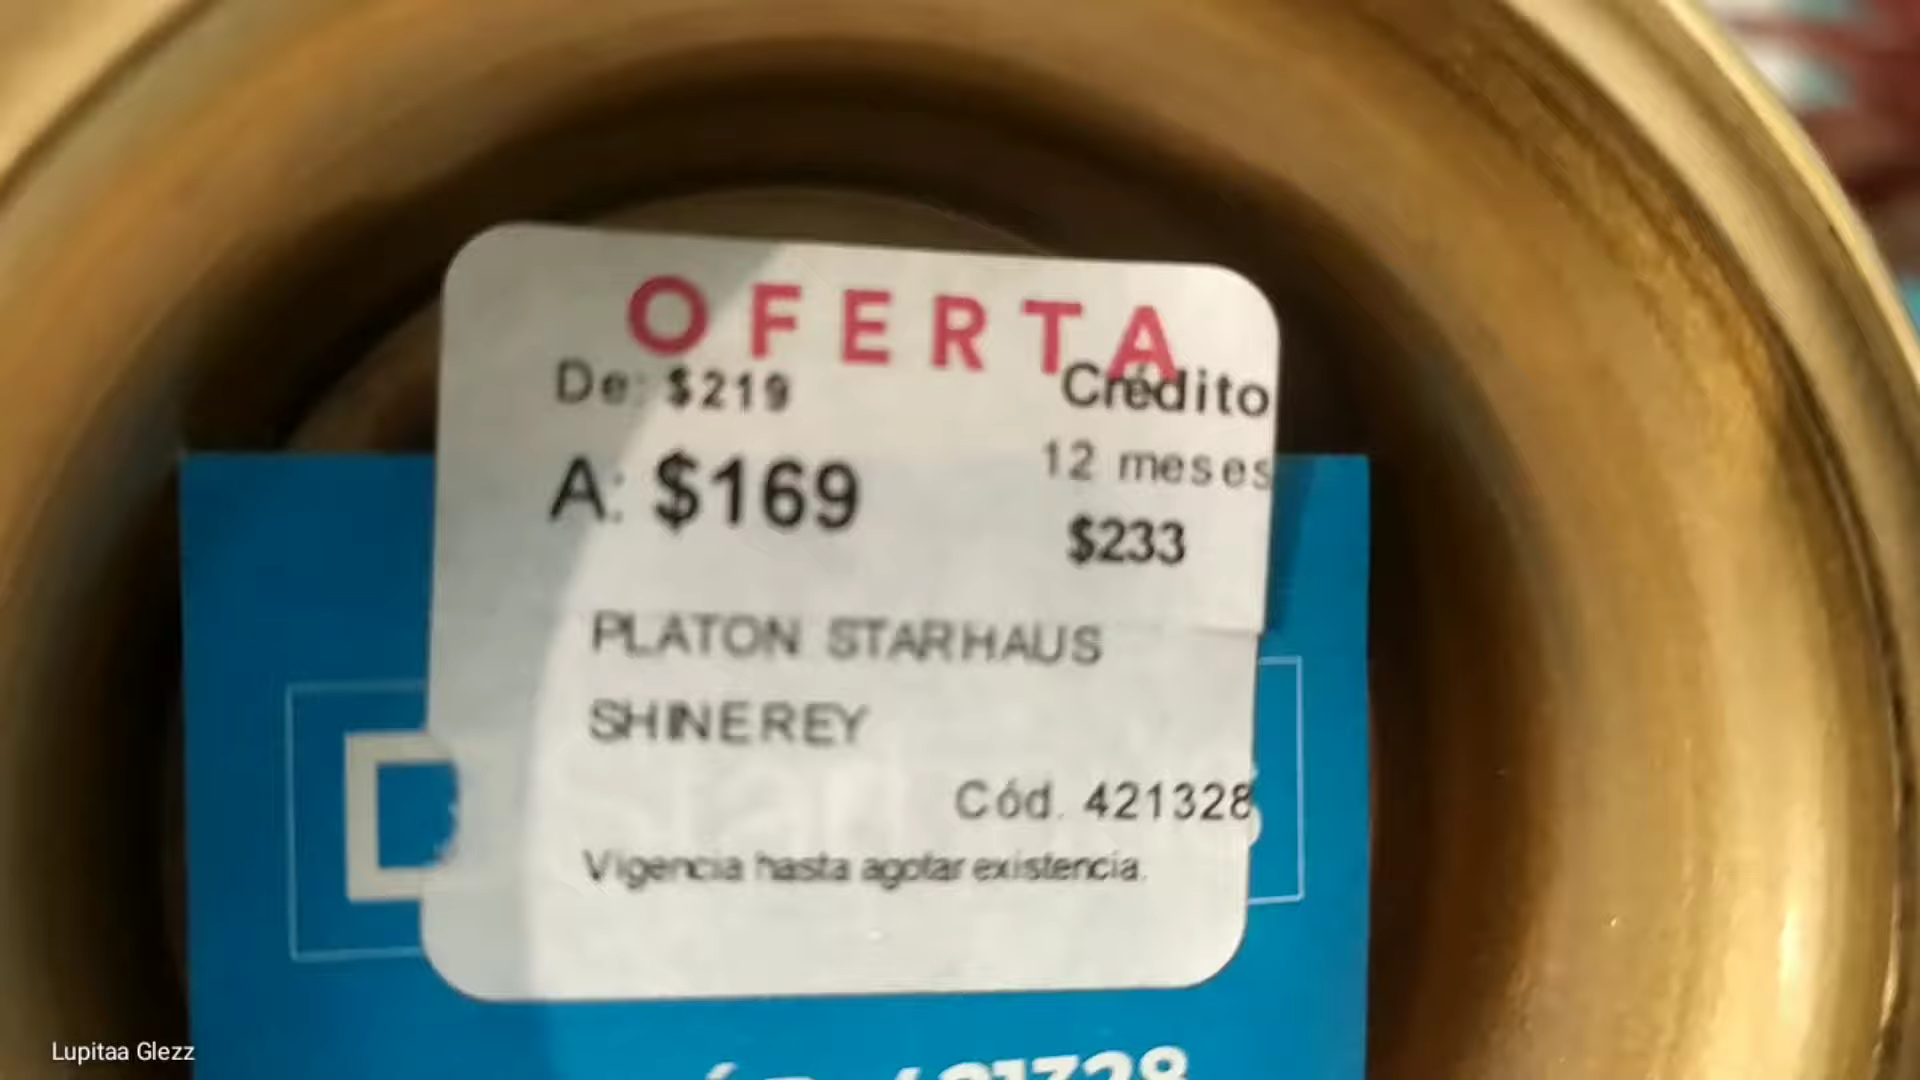 OFERTA
De: $219
Crédito
12 meses
A: $169
$233
PLATON STARHAUS
SHINEREY
Cód. 421328
Vigencia hasta agotar existencia.
D
421328
Lupitaa Glezz